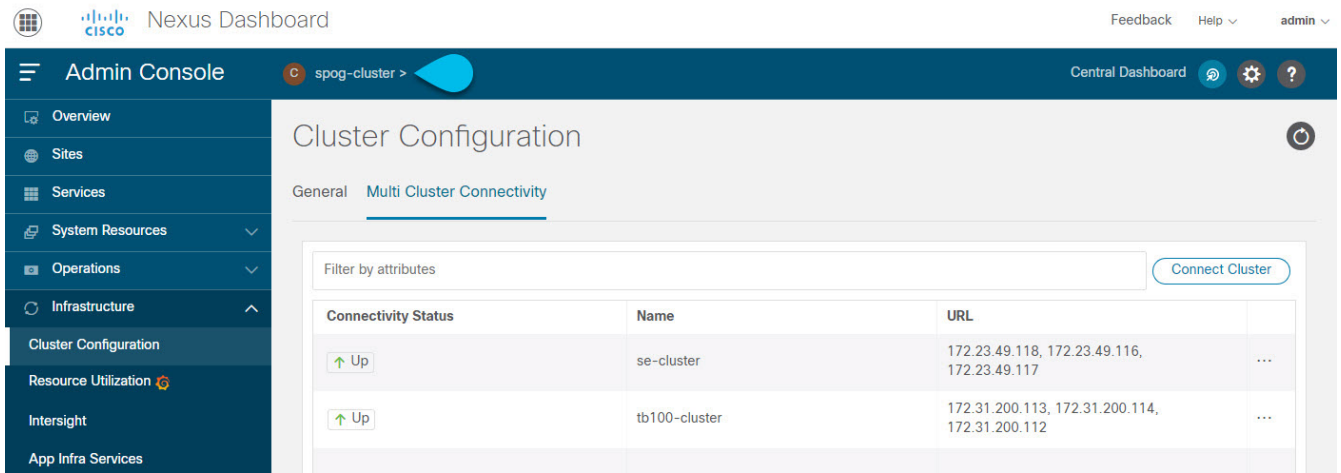 CISCO Nexus Dashboard Feedback Help admin
Admin Console C spog-cluster > Central Dashboard ?
Overview
Sites
Services
System Resources
Operations
Infrastructure
Cluster Configuration
Resource Utilization
Intersight
App Infra Services
Cluster Configuration
General Multi Cluster Connectivity
Filter by attributes Connect Cluster
Connectivity Status Name URL
Up se-cluster 172.23.49.118, 172.23.49.116,
172.23.49.117 ...
Up tb100-cluster 172.31.200.113, 172.31.200.114,
172.31.200.112 ...